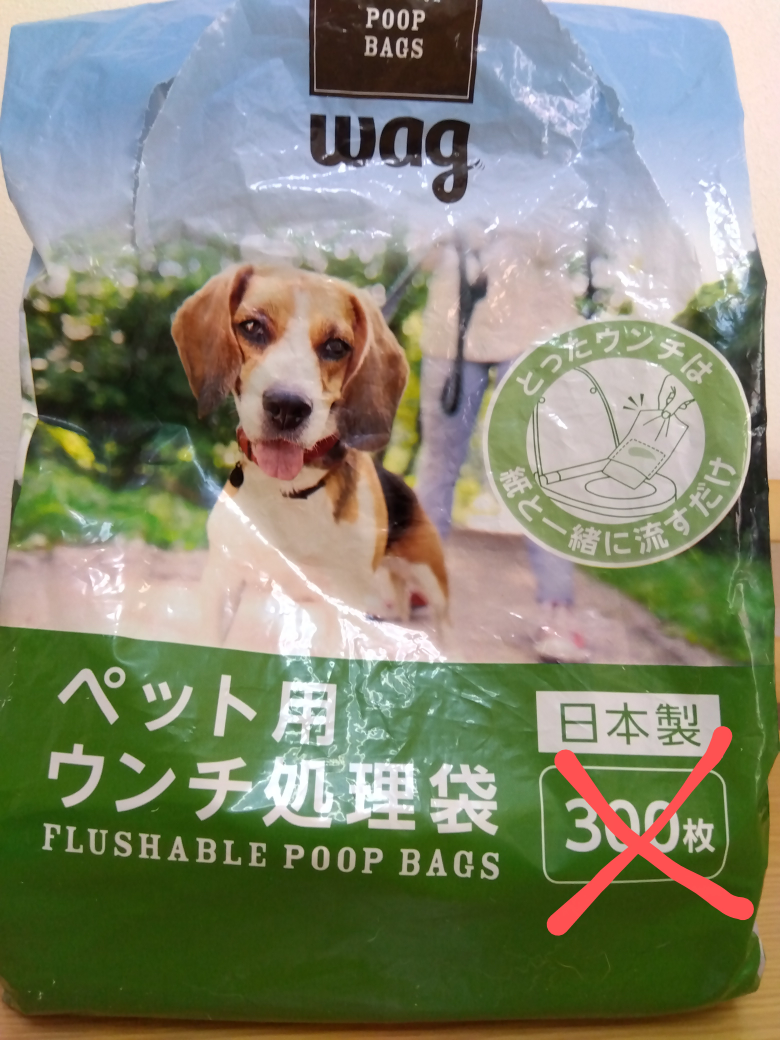 POOP
BAGS
wag
とったウンチは
紙と一緒に流すだけ
ペット用
ウンチ処理袋
FLUSHABLE POOP BAGS
日本製
300枚